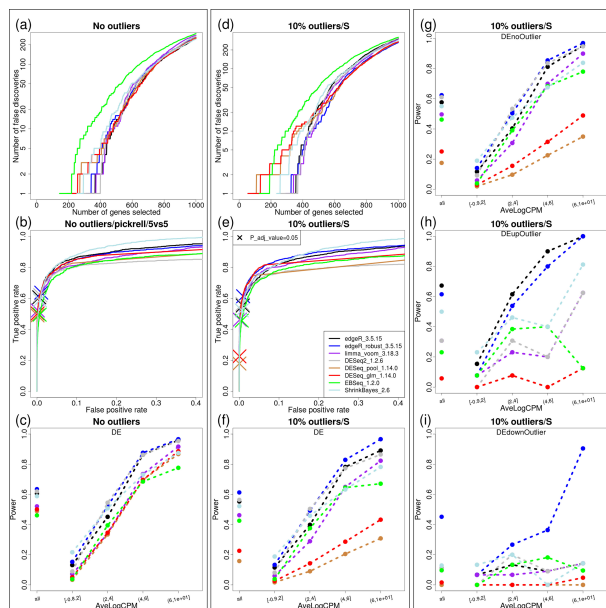 (a) No outliers
Number of false discoveries
1 2 5 10 20 50 100 200
0 200 400 600 800 1000
Number of genes selected
(d) 10% outliers/S
Number of false discoveries
1 2 5 10 20 50 100 200
0 200 400 600 800 1000
Number of genes selected
(g) 10% outliers/S
DEnoOutlier
Power
0.0 0.2 0.4 0.6 0.8 1.0
all [-0.9,2] (2,4] (4,6] (6,1e+01]
AveLogCPM
(b) No outliers/pickrell/5vs5
True positive rate
0.0 0.2 0.4 0.6 0.8 1.0
0.0 0.1 0.2 0.3 0.4
False positive rate
(e) 10% outliers/S
P_adj_value=0.05
edgeR_3.5.15
edgeR_robust_3.5.15
limma_voom_3.18.3
DESeq2_1.2.6
DESeq_pool_1.14.0
DESeq_glm_1.14.0
EBSeq_1.2.0
ShrinkBayes_2.6
True positive rate
0.0 0.2 0.4 0.6 0.8 1.0
0.0 0.1 0.2 0.3 0.4
False positive rate
(h) 10% outliers/S
DEupOutlier
Power
0.0 0.2 0.4 0.6 0.8 1.0
all [-0.9,2] (2,4] (4,6] (6,1e+01]
AveLogCPM
(c) No outliers
DE
Power
0.0 0.2 0.4 0.6 0.8 1.0
all [-0.9,2] (2,4] (4,6] (6,1e+01]
AveLogCPM
(f) 10% outliers/S
DE
Power
0.0 0.2 0.4 0.6 0.8 1.0
all [-0.9,2] (2,4] (4,6] (6,1e+01]
AveLogCPM
(i) 10% outliers/S
DEdownOutlier
Power
0.0 0.2 0.4 0.6 0.8 1.0
all [-0.9,2] (2,4] (4,6] (6,1e+01]
AveLogCPM